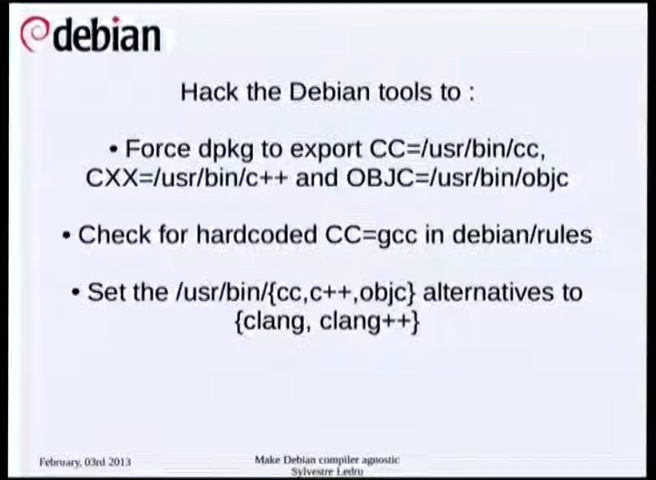 debian
Hack the Debian tools to :
• Force dpkg to export CC=/usr/bin/cc,
CXX=/usr/bin/c++ and OBJC=/usr/bin/objc
• Check for hardcoded CC=gcc in debian/rules
• Set the /usr/bin/{cc,c++,objc} alternatives to
{clang, clang++}
February, 03rd 2013
Make Debian compiler agnostic
Sylvestre Ledru